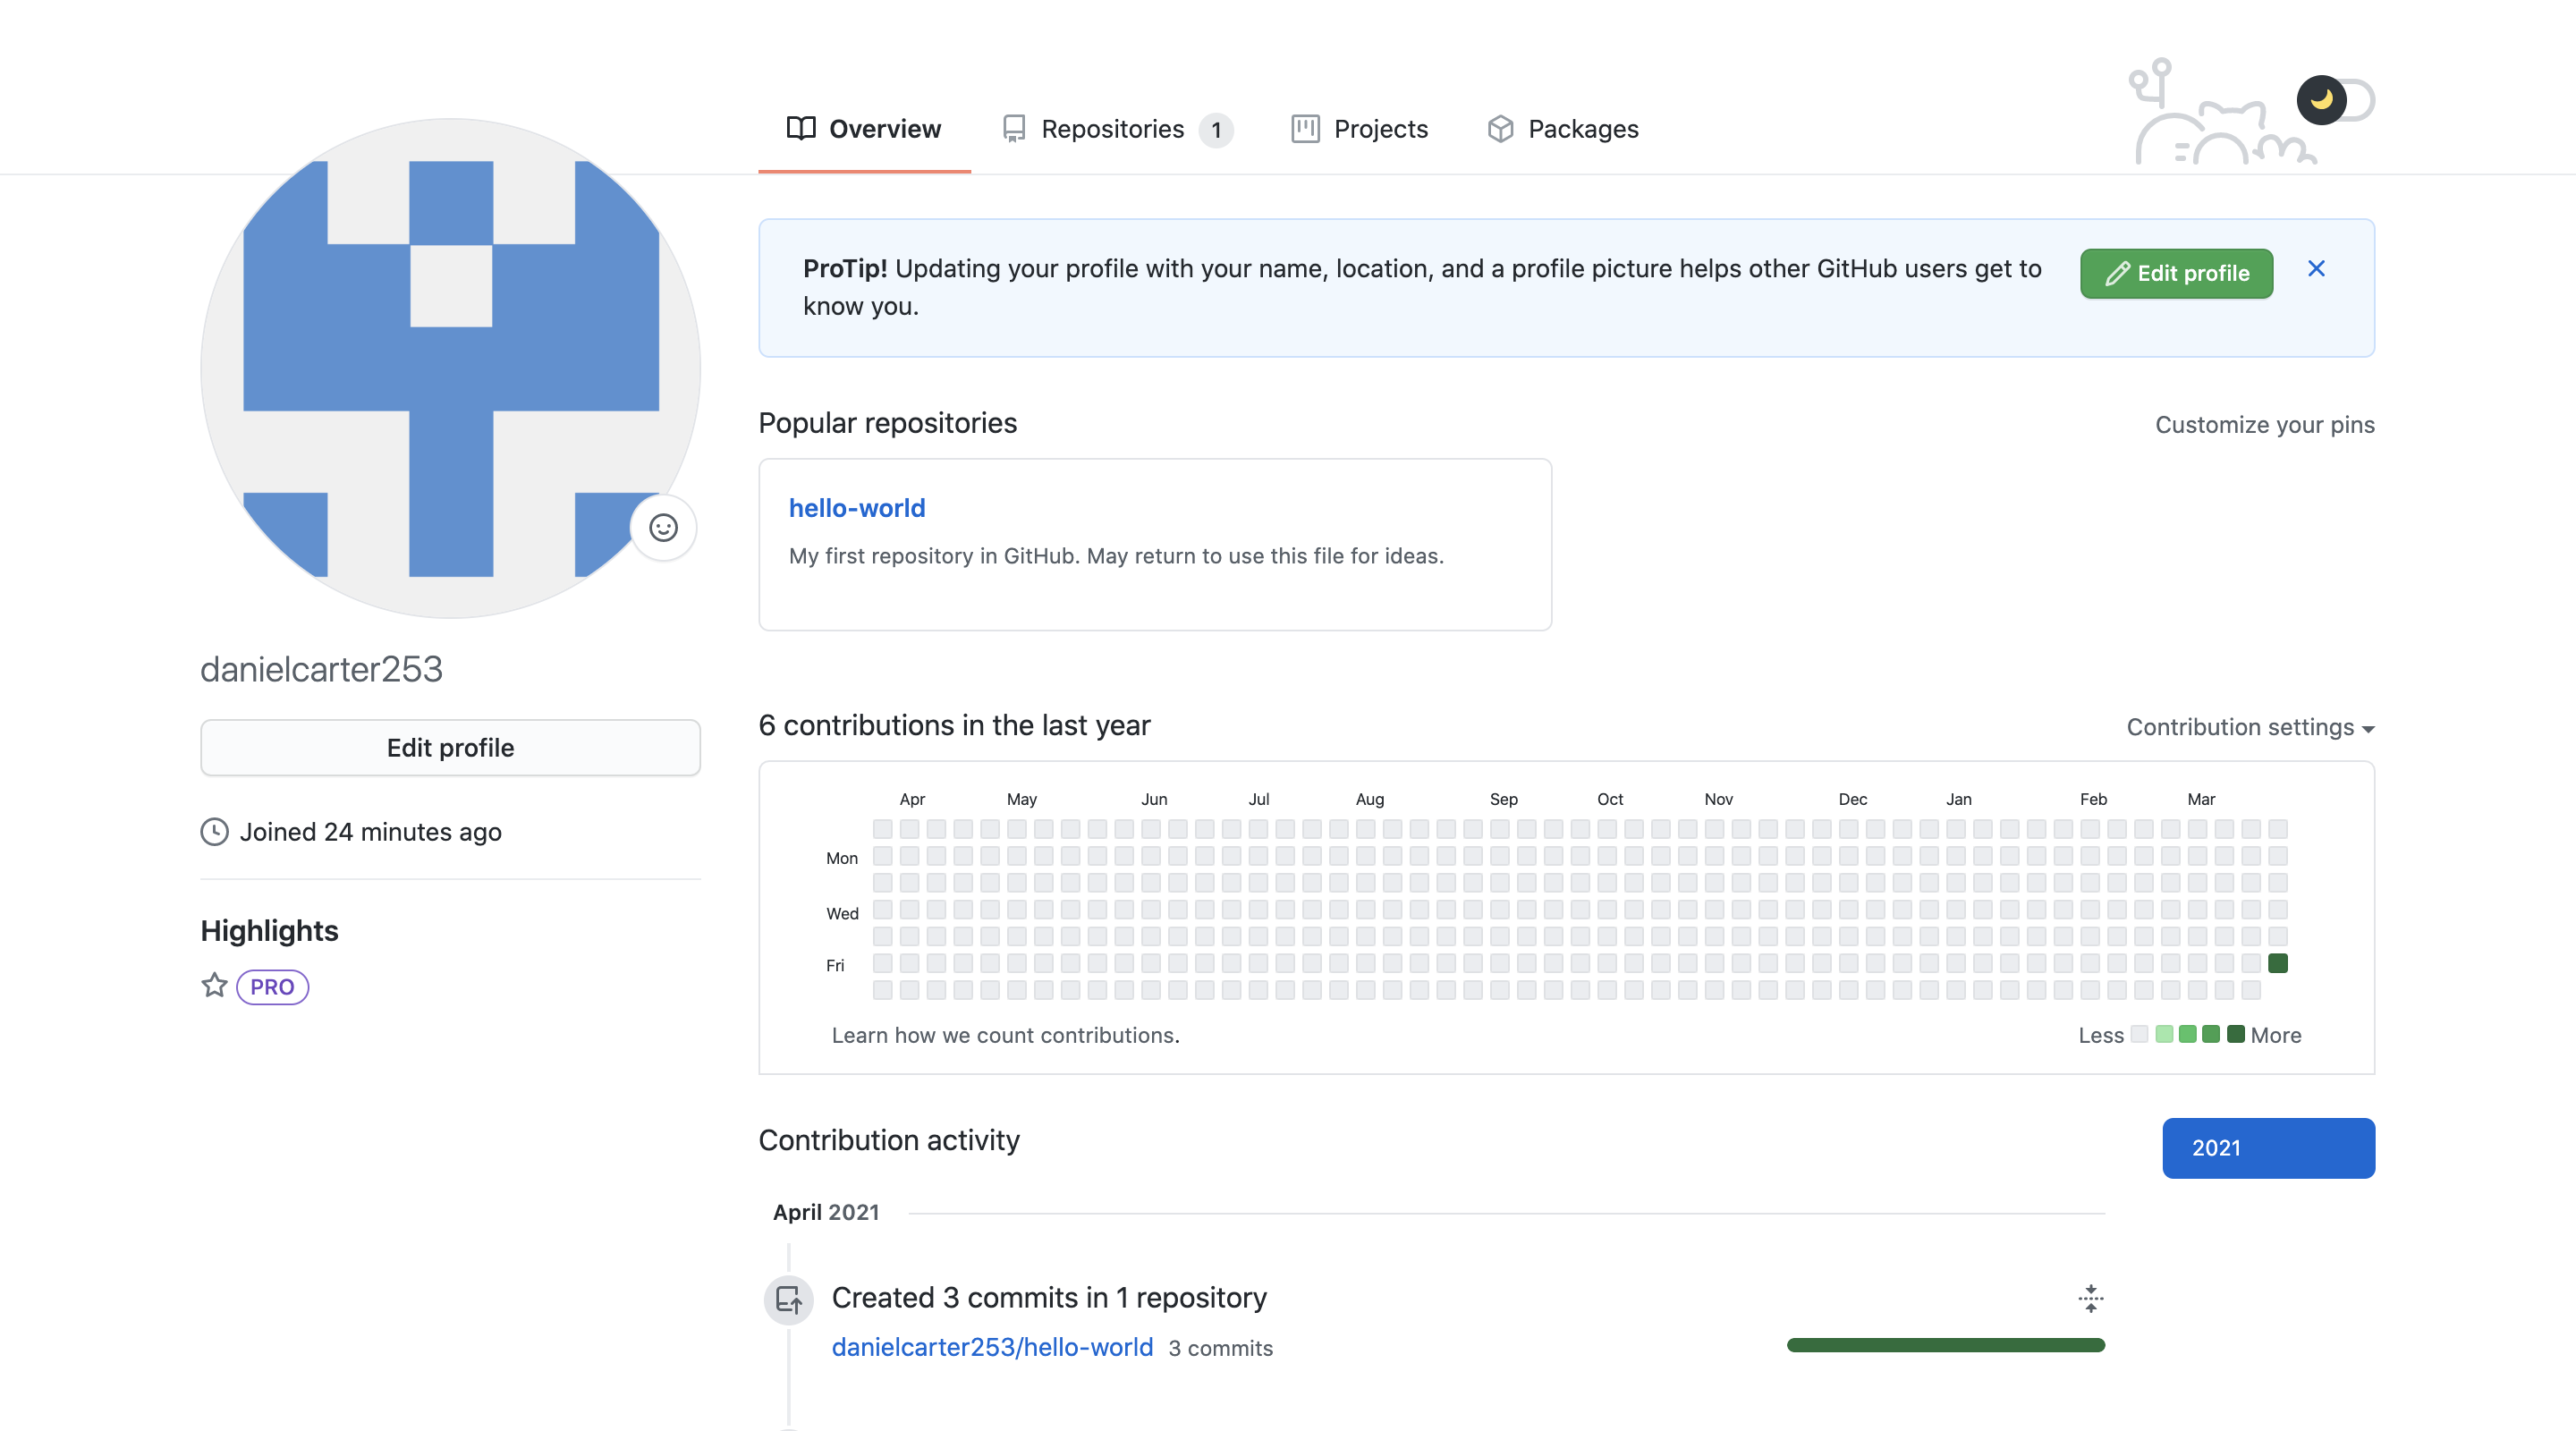 Overview
Repositories 1
Projects
Packages
ProTip! Updating your profile with your name, location, and a profile picture helps other GitHub users get to
know you.
Edit profile
danielcarter253
Edit profile
Joined 24 minutes ago
Highlights
PRO
Popular repositories
Customize your pins
hello-world
My first repository in GitHub. May return to use this file for ideas.
6 contributions in the last year
Contribution settings
Apr May Jun Jul Aug Sep Oct Nov Dec Jan Feb Mar
Mon
Wed
Fri
Learn how we count contributions.
Less More
Contribution activity
2021
April 2021
Created 3 commits in 1 repository
danielcarter253/hello-world 3 commits